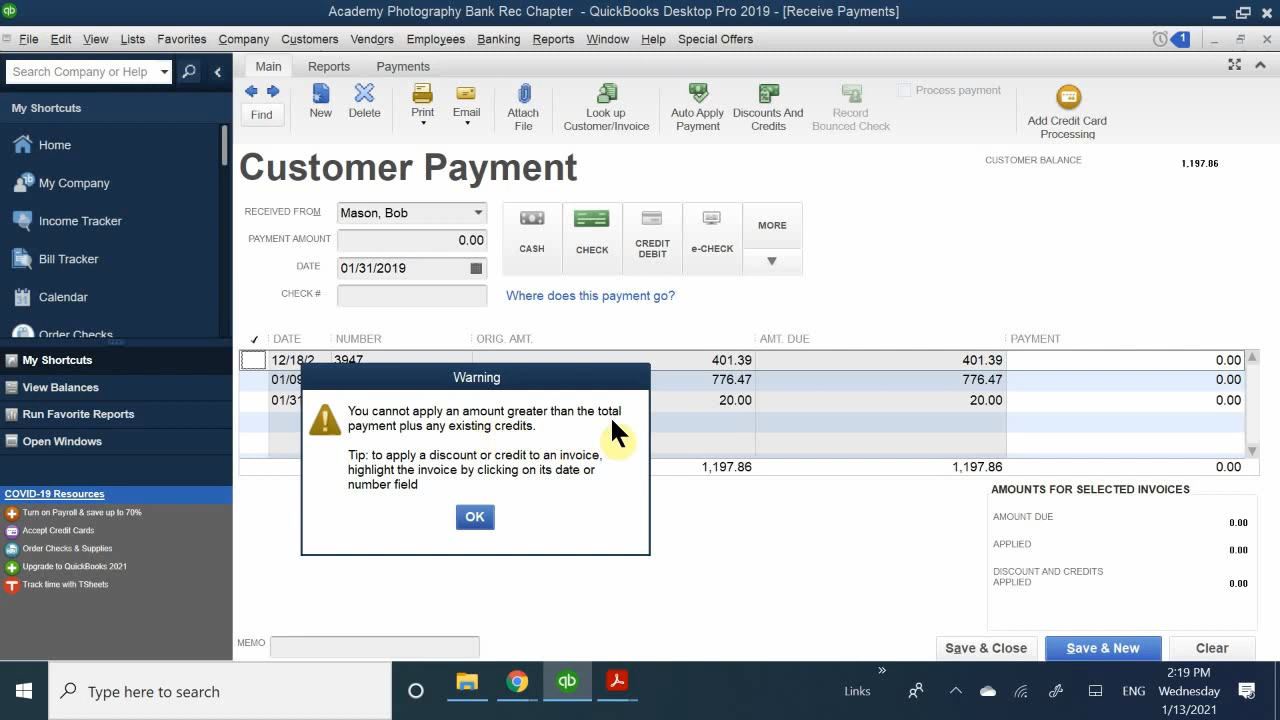 Academy Photography Bank Rec Chapter - QuickBooks Desktop Pro 2019 - [Receive Payments]
File Edit View Lists Favorites Company Customers Vendors Employees Banking Reports Window Help Special Offers 1
Search Company or Help
My Shortcuts
Home
My Company
Income Tracker
Bill Tracker
Calendar
Order Checks
My Shortcuts
View Balances
Run Favorite Reports
Open Windows
COVID-19 Resources
Turn on Payroll & save up to 70%
Accept Credit Cards
Order Checks & Supplies
Upgrade to QuickBooks 2021
Track time with TSheets
Main Reports Payments
Find
New
Delete
Print
Email
Attach
File
Look up
Customer/Invoice
Auto Apply
Payment
Discounts And
Credits
Record
Bounced Check
Process payment
Add Credit Card
Processing
Customer Payment
CUSTOMER BALANCE 1,197.86
RECEIVED FROM Mason, Bob
PAYMENT AMOUNT 0.00
DATE 01/31/2019
CHECK #
CASH
CHECK
CREDIT
DEBIT
e-CHECK
MORE
Where does this payment go?
✓ DATE NUMBER ORIG. AMT. AMT. DUE PAYMENT
12/18/2 3947 401.39 401.39 0.00
01/09 776.47 776.47 0.00
01/31 20.00 20.00 0.00
1,197.86 1,197.86 0.00
Warning
You cannot apply an amount greater than the total
payment plus any existing credits.
Tip: to apply a discount or credit to an invoice,
highlight the invoice by clicking on its date or
number field
OK
AMOUNTS FOR SELECTED INVOICES
AMOUNT DUE 0.00
APPLIED 0.00
DISCOUNT AND CREDITS
APPLIED 0.00
MEMO
Save & Close Save & New Clear
Type here to search
qb
Links
ENG
2:19 PM
Wednesday
1/13/2021